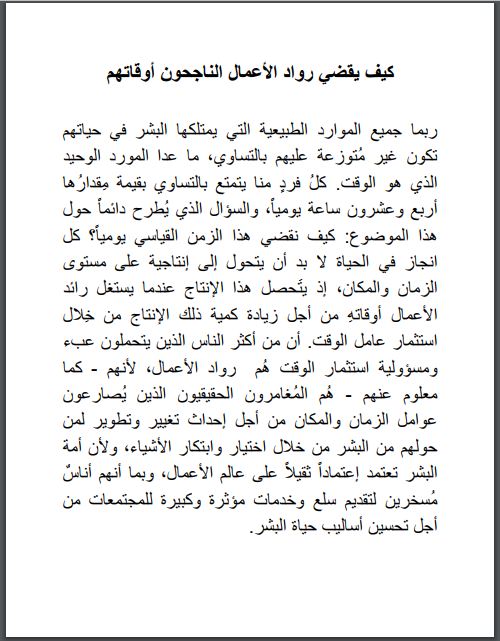 كيف يقضي رواد الأعمال الناجحون أوقاتهم
ربما جميع الموارد الطبيعية التي يمتلكها البشر في حياتهم
تكون غير مُتوزعة عليهم بالتساوي، ما عدا المورد الوحيد
الذي هو الوقت. كلُ فردٍ منا يتمتع بالتساوي بقيمة مِقدارُها
أربع وعشرون ساعة يومياً، والسؤال الذي يُطرح دائماً حول
هذا الموضوع: كيف نقضي هذا الزمن القياسي يومياً؟ كل
انجاز في الحياة لا بد أن يتحول إلى إنتاجية على مستوى
الزمان والمكان، إذ يتَحصل هذا الإنتاج عندما يستغل رائد
الأعمال أوقاتهِ من أجل زيادة كمية ذلك الإنتاج من خِلال
استثمار عامل الوقت. أن من أكثر الناس الذين يتحملون عبء
ومسؤولية استثمار الوقت هُم رواد الأعمال، لأنهم - كما
معلوم عنهم - هُم المُغامرون الحقيقيون الذين يُصارعون
عوامل الزمان والمكان من أجل إحداث تغيير وتطوير لمن
حولهم من البشر من خلال اختيار وابتكار الأشياء، ولأن أمة
البشر تعتمد إعتماداً ثقيلاً على عالم الأعمال، وبما أنهم أناسٌ
مُسخرين لتقديم سلع وخدمات مؤثرة وكبيرة للمجتمعات من
أجل تحسين أساليب حياة البشر.